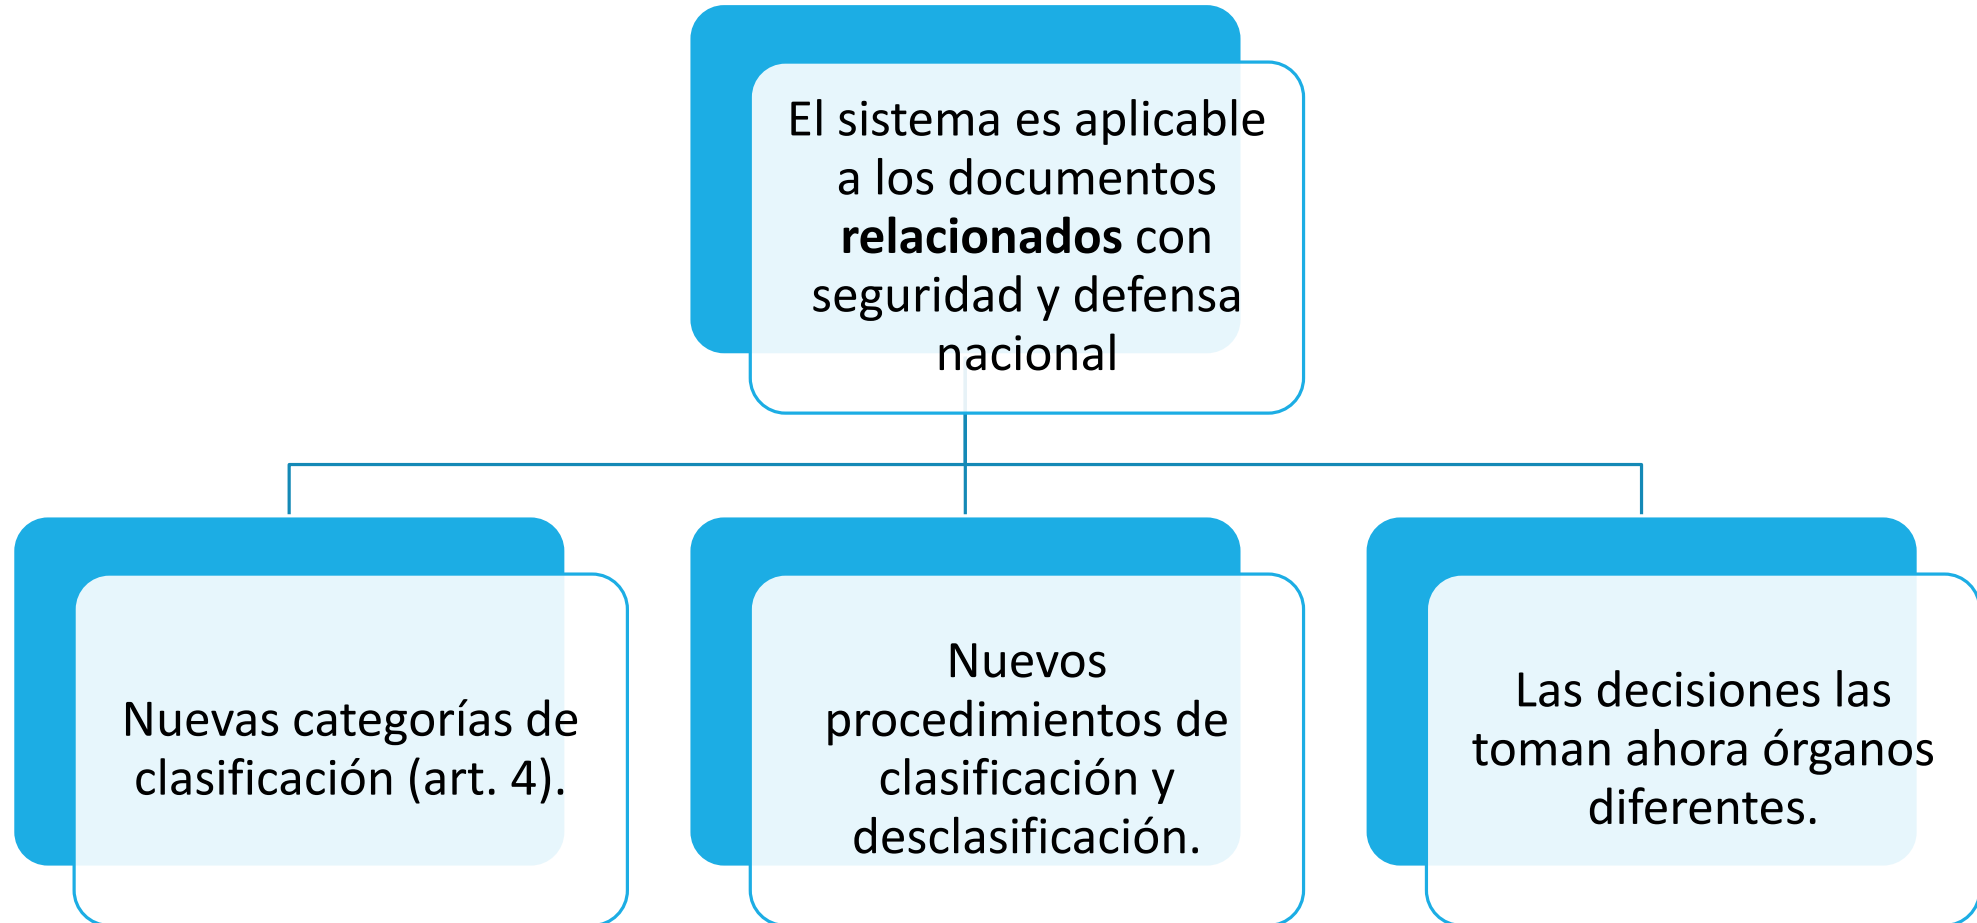 El sistema es aplicable
a los documentos
relacionados con
seguridad y defensa
nacional
Nuevas categorías de
clasificación (art. 4).
Nuevos
procedimientos de
clasificación y
desclasificación.
Las decisiones las
toman ahora órganos
diferentes.